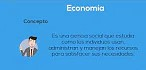 Economía
Concepto
Es una ciencia social que estudia
como los individuos usan,
administran y manejan los recursos
para satisfacer sus necesidades.